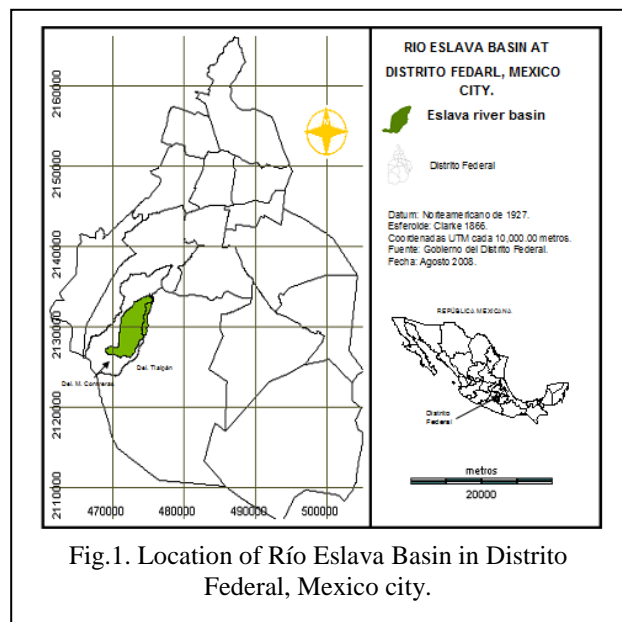 RIO ESLAVA BASIN AT
DISTRITO FEDARL, MEXICO
CITY.
Eslava river basin
Distrito Federal
Datum: Norteamericano de 1927.
Esferoide: Clarke 1866.
Coordenadas UTM cada 10,000.00 metros.
Fuente: Gobierno del Distrito Federal.
Fecha: Agosto 2008.
REPÚBLICA MEXICANA
Distrito
Federal
metros
20000
2160000
2150000
2140000
2130000
2120000
2110000
N
Del. Tlalpán
Del. M. Contreras
470000
480000
490000
500000
Fig.1. Location of Río Eslava Basin in Distrito
Federal, Mexico city.